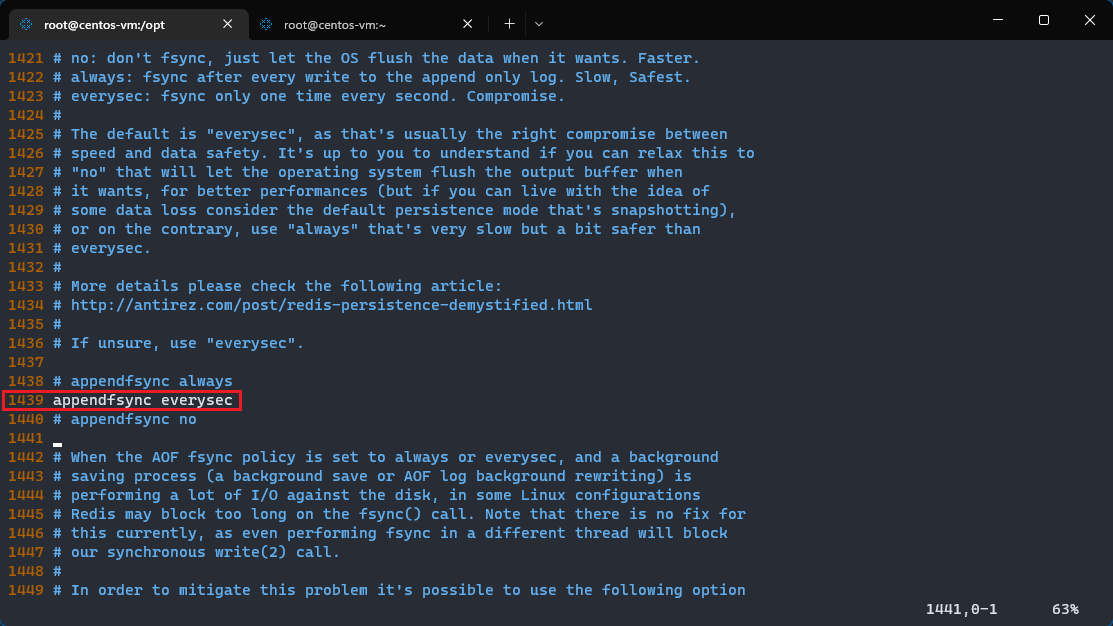 root@centos-vm:/opt
root@centos-vm:~
1421 # no: don't fsync, just let the OS flush the data when it wants. Faster.
1422 # always: fsync after every write to the append only log. Slow, Safest.
1423 # everysec: fsync only one time every second. Compromise.
1424 #
1425 # The default is "everysec", as that's usually the right compromise between
1426 # speed and data safety. It's up to you to understand if you can relax this to
1427 # "no" that will let the operating system flush the output buffer when
1428 # it wants, for better performances (but if you can live with the idea of
1429 # some data loss consider the default persistence mode that's snapshotting),
1430 # or on the contrary, use "always" that's very slow but a bit safer than
1431 # everysec.
1432 #
1433 # More details please check the following article:
1434 # http://antirez.com/post/redis-persistence-demystified.html
1435 #
1436 # If unsure, use "everysec".
1437
1438 # appendfsync always
1439 appendfsync everysec
1440 # appendfsync no
1441
1442 # When the AOF fsync policy is set to always or everysec, and a background
1443 # saving process (a background save or AOF log background rewriting) is
1444 # performing a lot of I/O against the disk, in some Linux configurations
1445 # Redis may block too long on the fsync() call. Note that there is no fix for
1446 # this currently, as even performing fsync in a different thread will block
1447 # our synchronous write(2) call.
1448 #
1449 # In order to mitigate this problem it's possible to use the following option
1441,0-1 63%